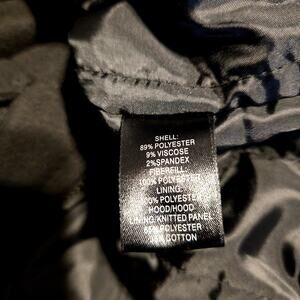 SHELL:
89% POLYESTER
9% VISCOSE
2%SPANDEX
FIBERFILL:
100% POLYESTER
LINING:
POLYESTER
HOOD/HOOD
LINING/KNITTED PANEL
POLYESTER
COTTON